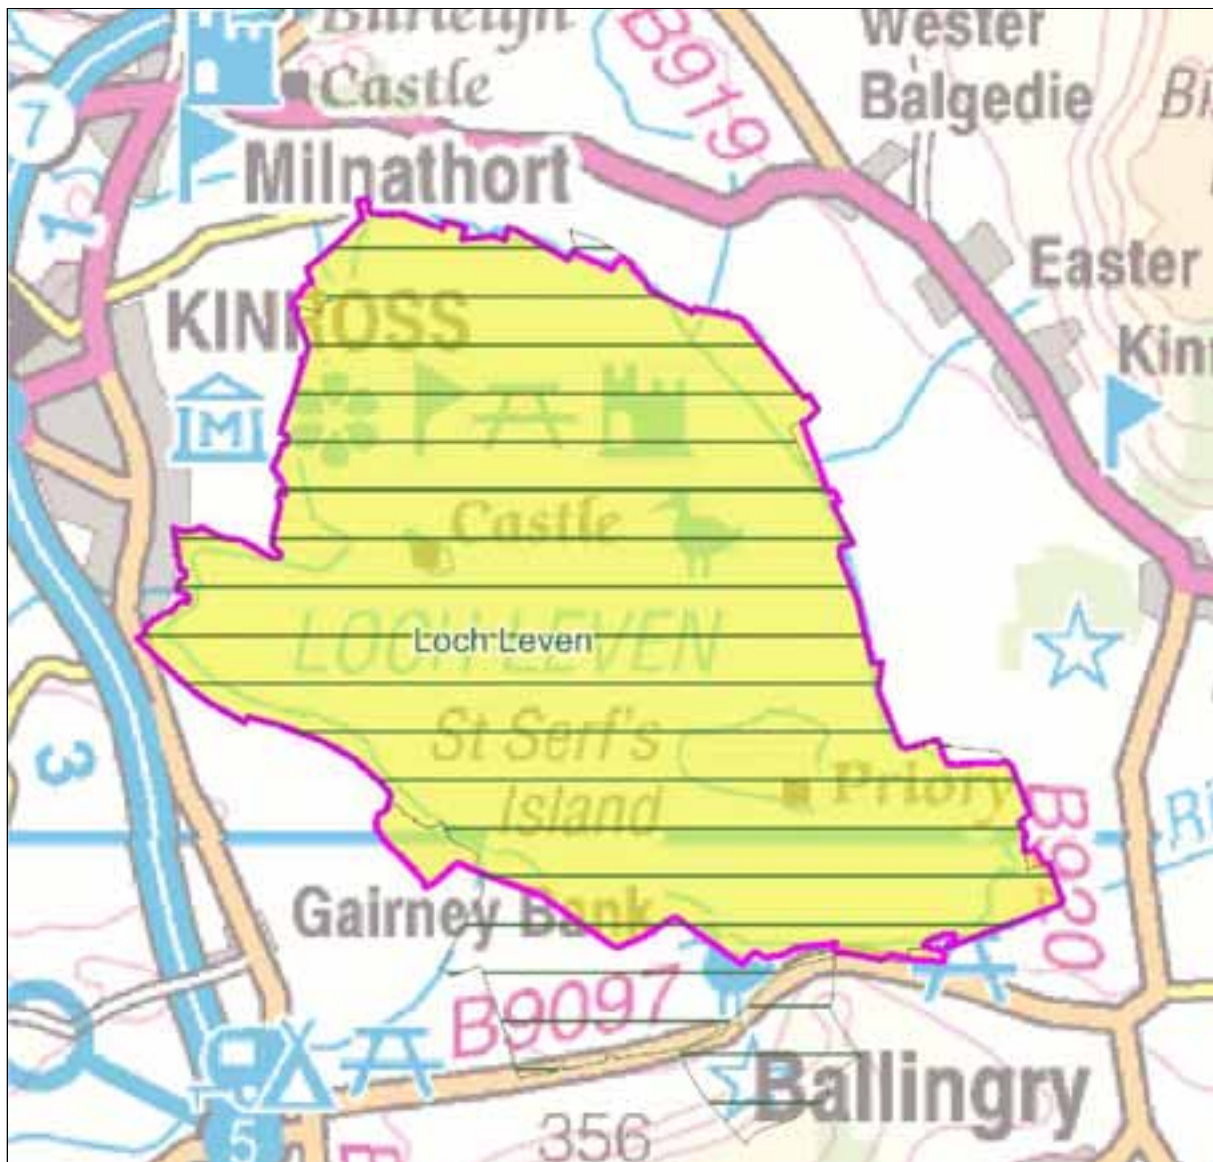 Burleigh
Castle
Wester
Balgedie
B919
7
Milnathort
1
Easter
KINROSS
M
Castle
LOCH LEVEN
Loch Leven
St Serf's
Island
Priory
3
B920
Gairney Bank
B9097
Ballingry
5
356